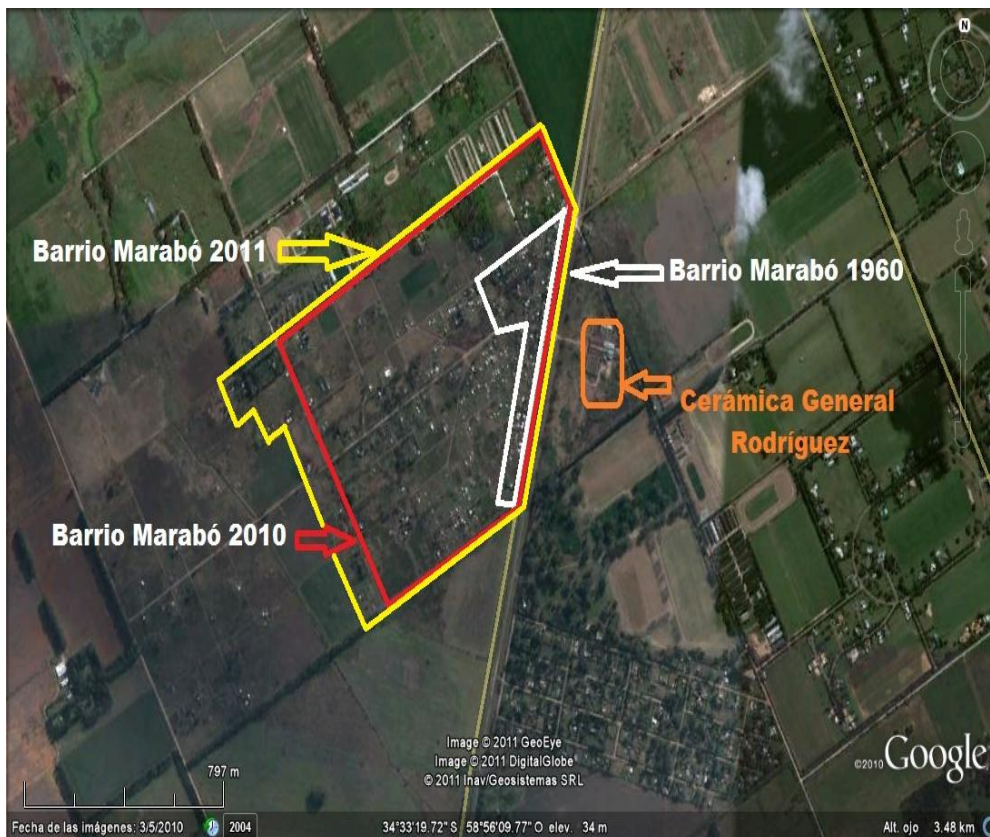 N
Barrio Marabó 2011
Barrio Marabó 1960
Cerámica General
Rodríguez
Barrio Marabó 2010
Image © 2011 GeoEye
Image © 2011 DigitalGlobe
© 2011 Inav/Geosistemas SRL
©2010 Google
797 m
Fecha de las imágenes: 3/5/2010 2004 34°33'19.72" S 58°56'09.77" O elev. 34 m Alt. ojo 3.48 km